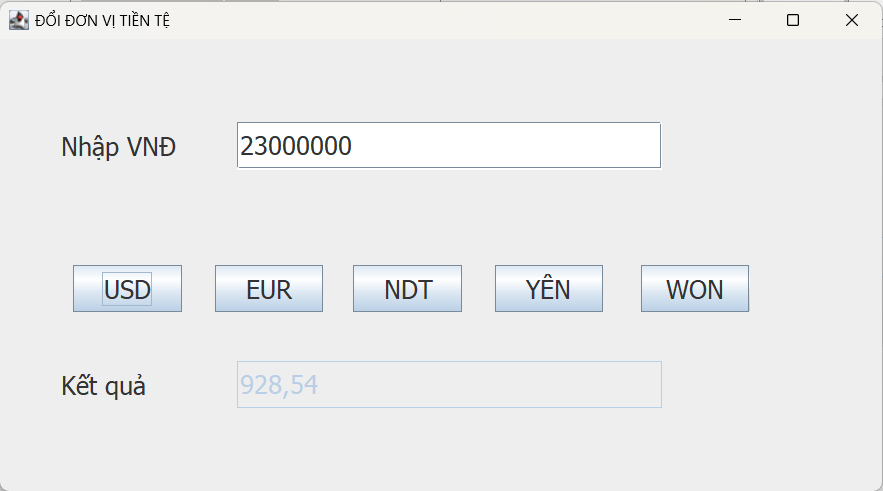 ĐỔI ĐƠN VỊ TIỀN TỆ
Nhập VNĐ 23000000
USD EUR NDT YÊN WON
Kết quả 928,54